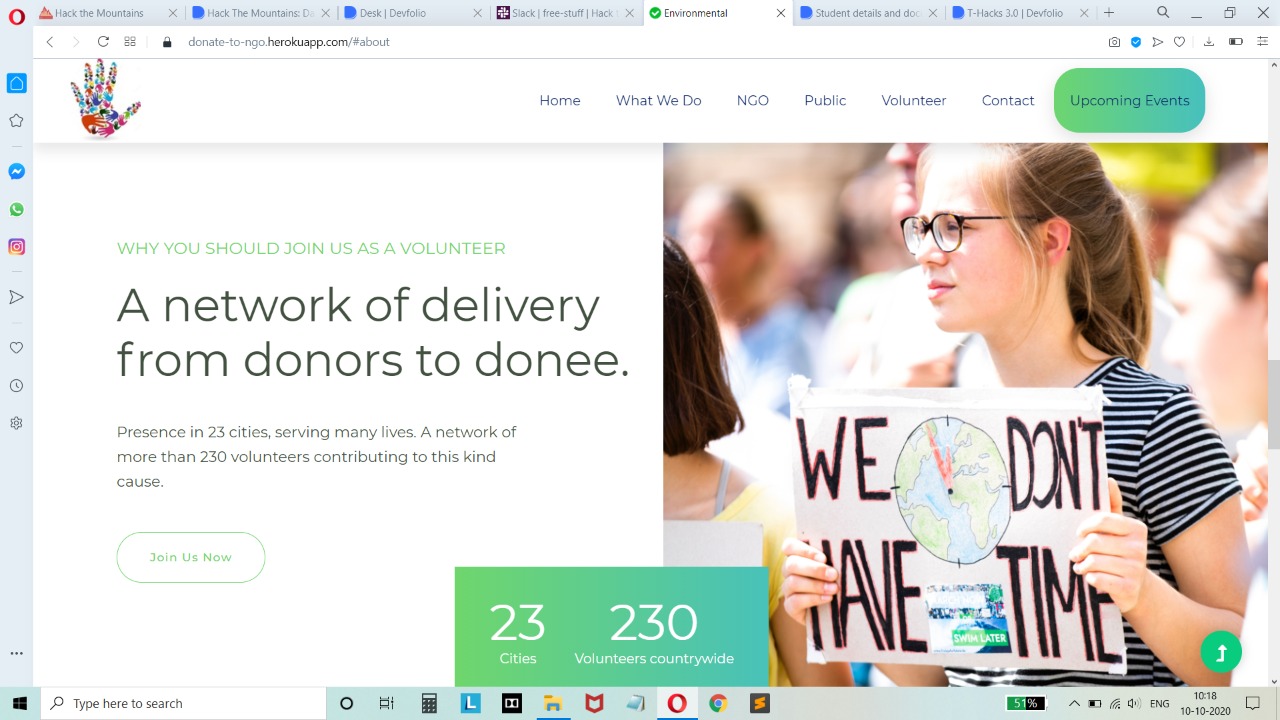 Hack the Mountains
Hack The Mountains: Da
Devsoc | Devfolio
Slack | free-stuff | Hack
Environmental
Student details and doc
T-Hacks 3.0 | Devfolio
donate-to-ngo.herokuapp.com/#about
Home
What We Do
NGO
Public
Volunteer
Contact
Upcoming Events
WHY YOU SHOULD JOIN US AS A VOLUNTEER
A network of delivery
from donors to donee.
Presence in 23 cities, serving many lives. A network of
more than 230 volunteers contributing to this kind
cause.
Join Us Now
23
Cities
230
Volunteers countrywide
WE DON'T
HAVE TIME
SWIM LATER
Type here to search
51%
ENG
10:18
10-10-2020